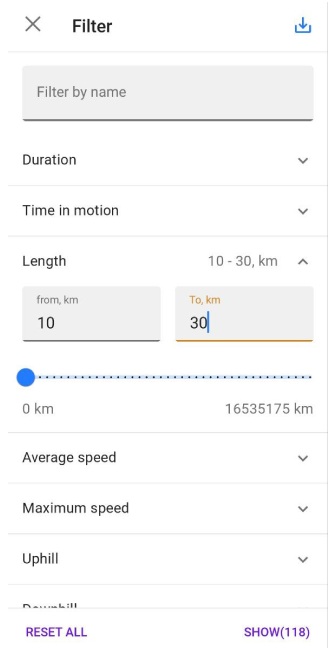 Filter
Filter by name
Duration
Time in motion
Length 10 - 30, km
from, km To, km
10 30
0 km 16535175 km
Average speed
Maximum speed
Uphill
Downhill
RESET ALL SHOW(118)